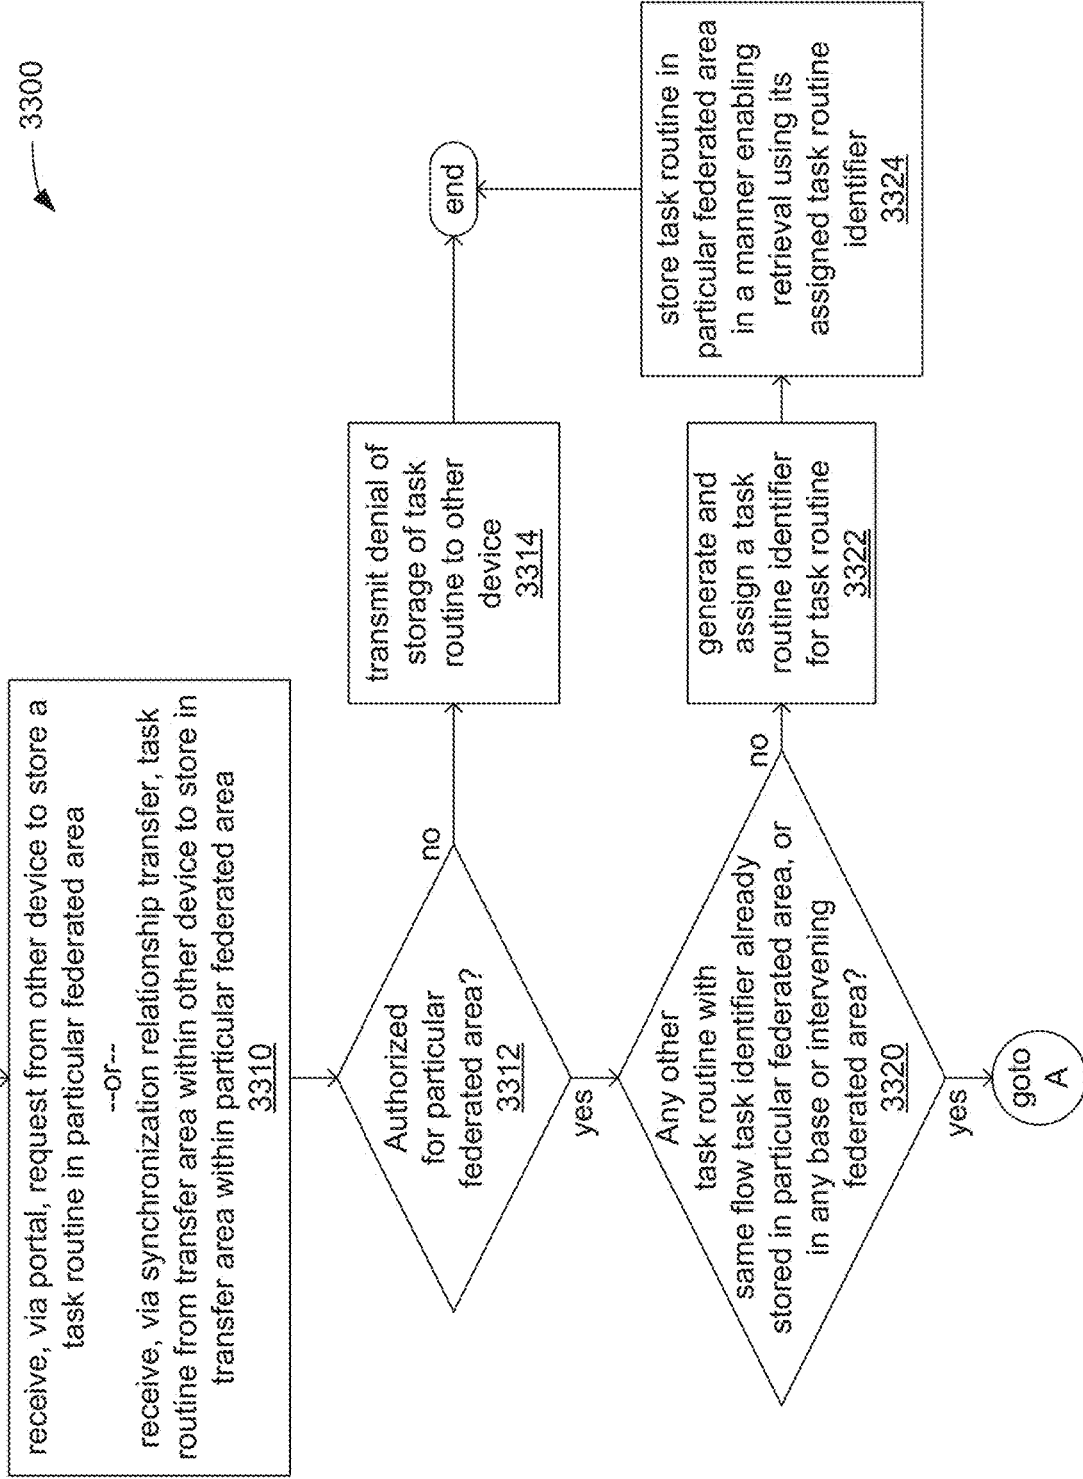 3300
receive, via portal, request from other device to store a
task routine in particular federated area
--or--
receive, via synchronization relationship transfer, task
routine from transfer area within other device to store in
transfer area within particular federated area
3310
Authorized
for particular
federated area?
3312
no
yes
transmit denial of
storage of task
routine to other
device
3314
end
Any other
task routine with
same flow task identifier already
stored in particular federated area, or
in any base or intervening
federated area?
3320
no
yes
generate and
assign a task
routine identifier
for task routine
3322
store task routine in
particular federated area
in a manner enabling
retrieval using its
assigned task routine
identifier
3324
goto
A